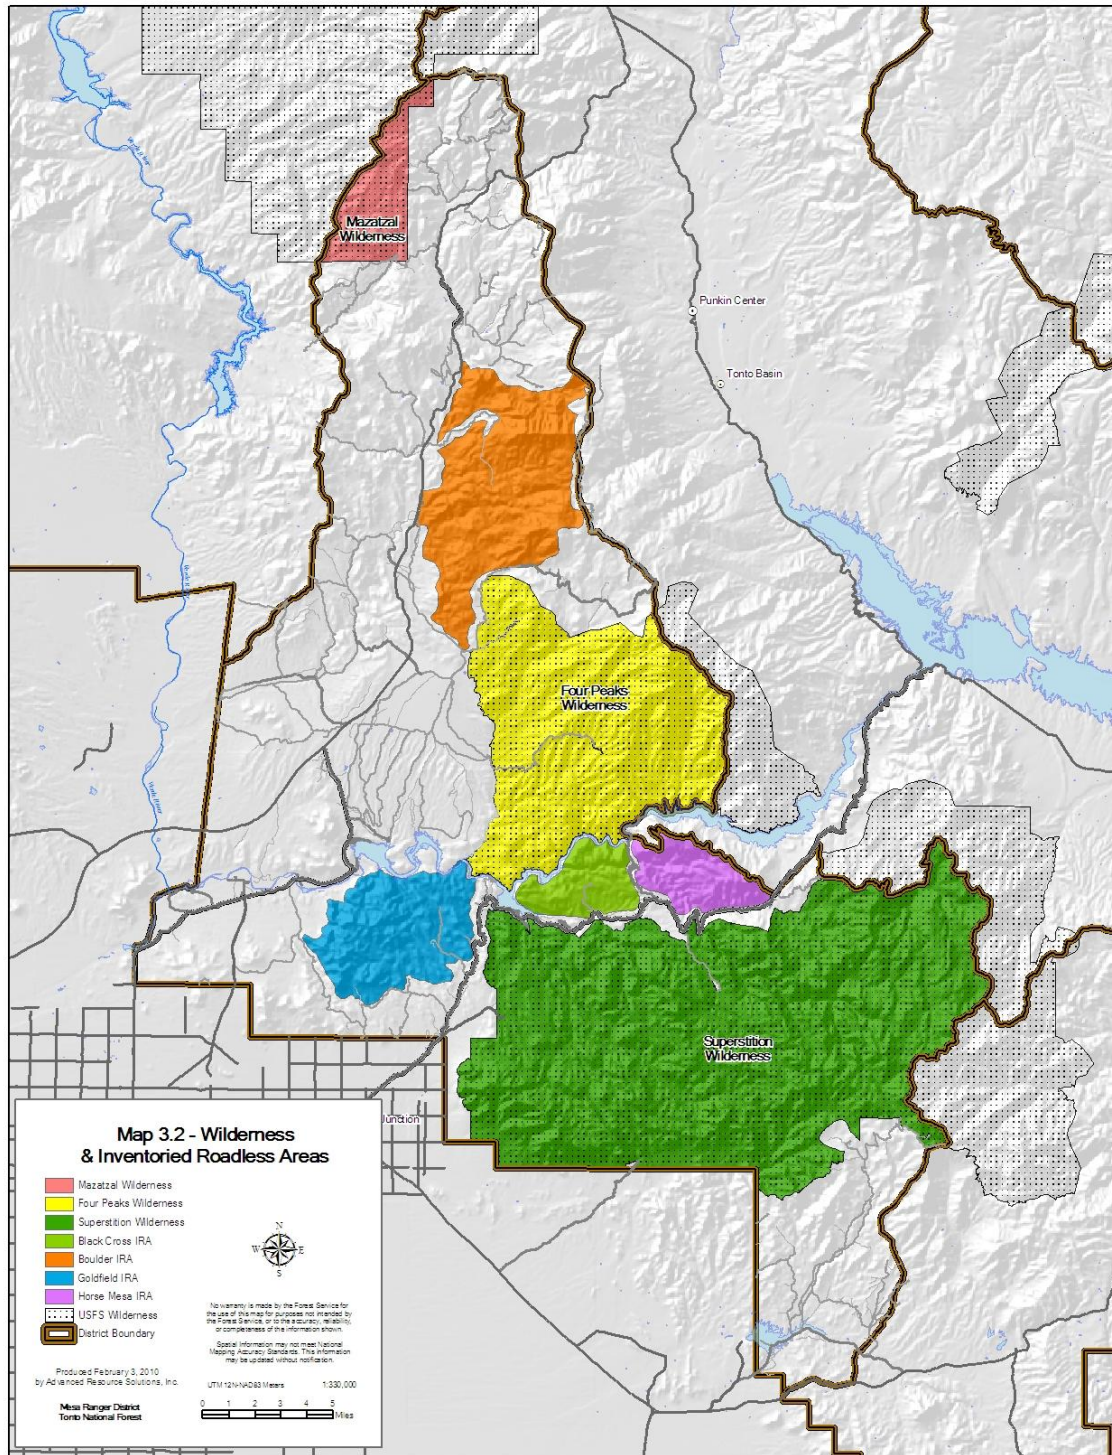 Mazatzal
Wilderness
Punkin Center
Tonto Basin
Four Peaks
Wilderness
Verde River
Superstition
Wilderness
Junction
Map 3.2 - Wilderness
& Inventoried Roadless Areas
Mazatzal Wilderness
Four Peaks Wilderness
Superstition Wilderness
Black Cross IRA
Boulder IRA
Goldfield IRA
Horse Mesa IRA
USFS Wilderness
District Boundary
N
W E
S
No warranty is made by the Forest Service for
the use of this map for purposes not intended by
the Forest Service, or to the accuracy, reliability,
or completeness of the information shown.
Spatial Information may not meet National
Mapping Accuracy Standards. This information
may be updated without notification.
Produced February 3, 2010
by Advanced Resource Solutions, Inc.
UTM 12N-NAD83 Meters 1:330,000
Mesa Ranger District
Tonto National Forest
0 1 2 3 4 5
Miles